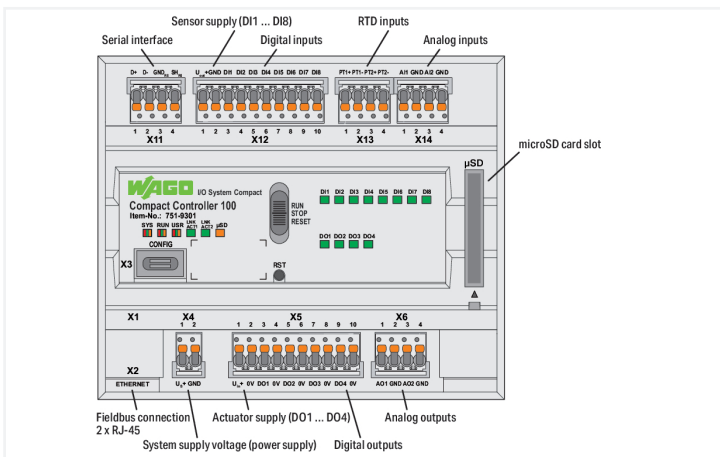 Sensor supply (DI1 ... DI8)
RTD inputs
Serial interface
Digital inputs
Analog inputs
D+ D- GND SH
+GND DI1 DI2 DI3 DI4 DI5 DI6 DI7 DI8
PT1+ PT1- PT2+ PT2-
AI1 GND AI2 GND
1 2 3 4
1 2 3 4 5 6 7 8 9 10
1 2 3 4
1 2 3 4
X11
X12
X13
X14
microSD card slot
µSD
WAGO
I/O System Compact
Compact Controller 100
Item-No.: 751-9301
SYS RUN USR LNK ACT1 LNK ACT2 µSD
RUN
STOP
RESET
DI1 DI2 DI3 DI4 DI5 DI6 DI7 DI8
DO1 DO2 DO3 DO4
CONFIG
X3
RST
X1
X4
X5
X6
1 2
1 2 3 4 5 6 7 8 9 10
1 2 3 4
X2
ETHERNET
+ GND
+ 0V DO1 0V DO2 0V DO3 0V DO4 0V
AO1 GND AO2 GND
Fieldbus connection
2 x RJ-45
Actuator supply (DO1 ... DO4)
Analog outputs
System supply voltage (power supply)
Digital outputs